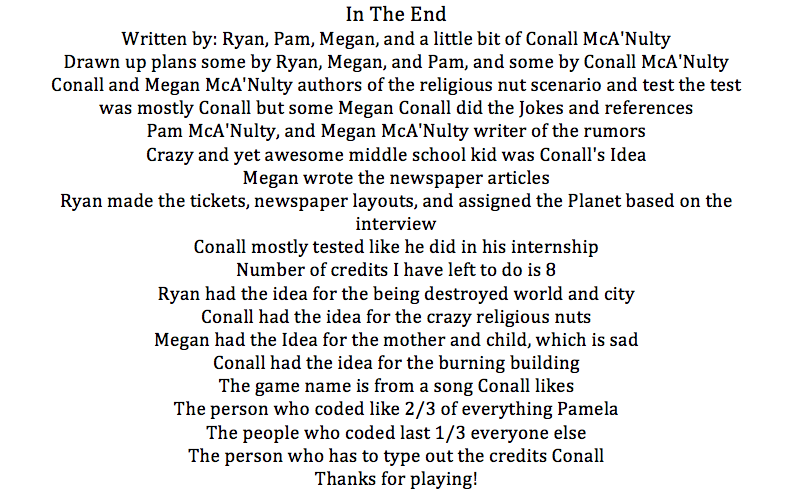 In The End
Written by: Ryan, Pam, Megan, and a little bit of Conall McA'Nulty
Drawn up plans some by Ryan, Megan, and Pam, and some by Conall McA'Nulty
Conall and Megan McA'Nulty authors of the religious nut scenario and test the test
was mostly Conall but some Megan Conall did the Jokes and references
Pam McA'Nulty, and Megan McA'Nulty writer of the rumors
Crazy and yet awesome middle school kid was Conall's Idea
Megan wrote the newspaper articles
Ryan made the tickets, newspaper layouts, and assigned the Planet based on the
interview
Conall mostly tested like he did in his internship
Number of credits I have left to do is 8
Ryan had the idea for the being destroyed world and city
Conall had the idea for the crazy religious nuts
Megan had the Idea for the mother and child, which is sad
Conall had the idea for the burning building
The game name is from a song Conall likes
The person who coded like 2/3 of everything Pamela
The people who coded last 1/3 everyone else
The person who has to type out the credits Conall
Thanks for playing!